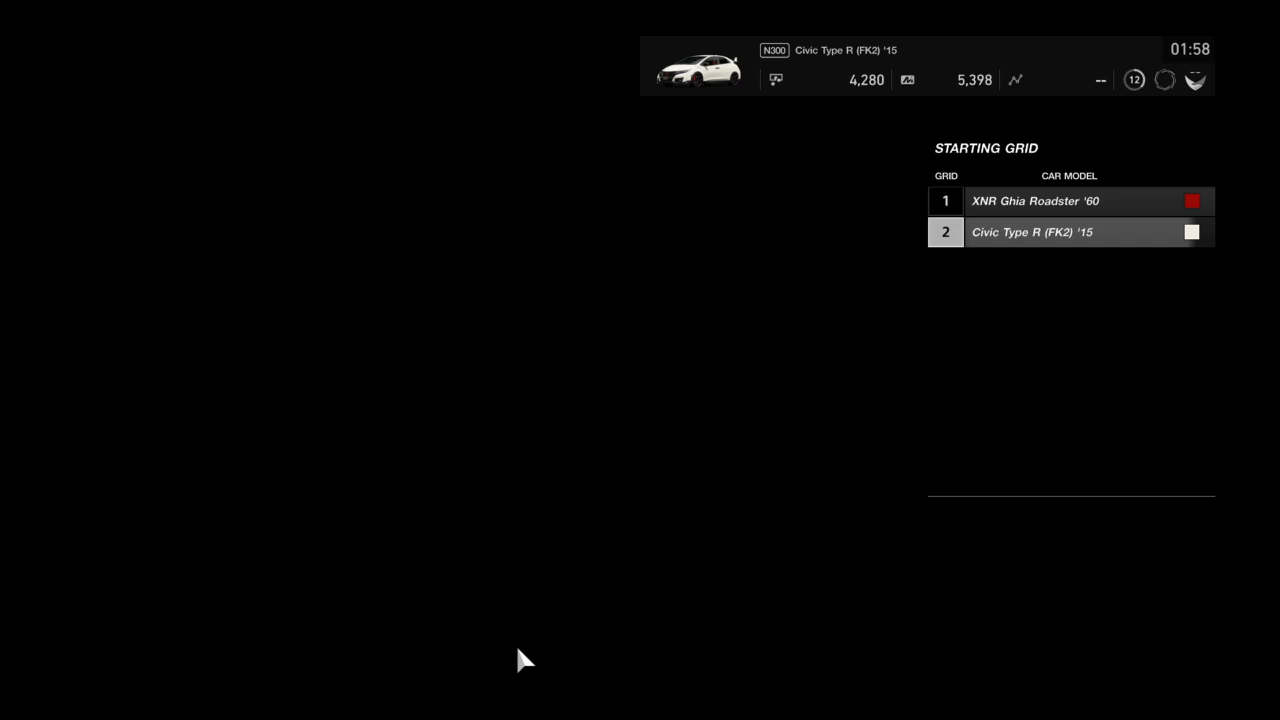 N300 Civic Type R (FK2) '15 01:58
4,280 5,398 -- 12 --
STARTING GRID
GRID CAR MODEL
1 XNR Ghia Roadster '60
2 Civic Type R (FK2) '15